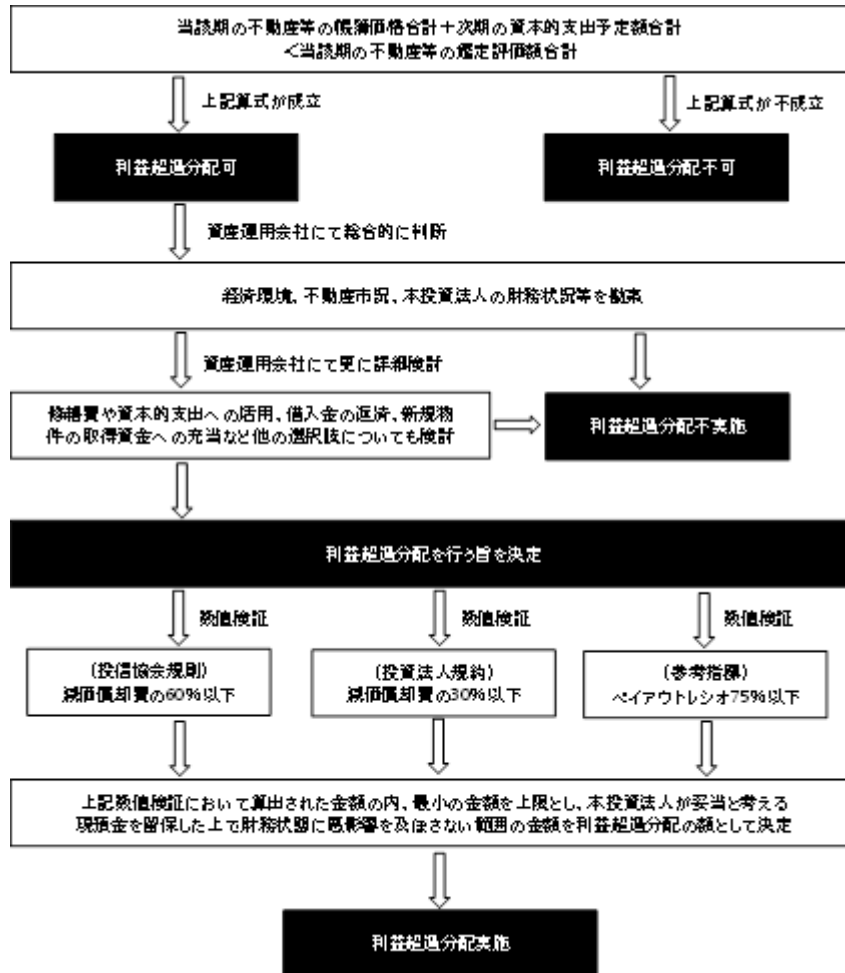 当該期の不動産等の帳簿価格合計＋次期の資本的支出予定額合計
＜当該期の不動産等の鑑定評価額合計
上記算式が成立
上記算式が不成立
利益超過分配可
利益超過分配不可
資産運用会社にて総合的に判断
経済環境、不動産市況、本投資法人の財務状況等を勘案
資産運用会社にて更に詳細検討
修繕費や資本的支出への活用、借入金の返済、新規物
件の取得資金への充当など他の選択肢についても検討
利益超過分配不実施
利益超過分配を行う旨を決定
数値検証
数値検証
数値検証
（投信協会規則）
減価償却費の60％以下
（投資法人規約）
減価償却費の30％以下
（参考指標）
ペイアウトレシオ75％以下
上記数値検証において算出された金額の内、最小の金額を上限とし、本投資法人が妥当と考える
現預金を留保した上で財務状態に悪影響を及ぼさない範囲の金額を利益超過分配の額として決定
利益超過分配実施